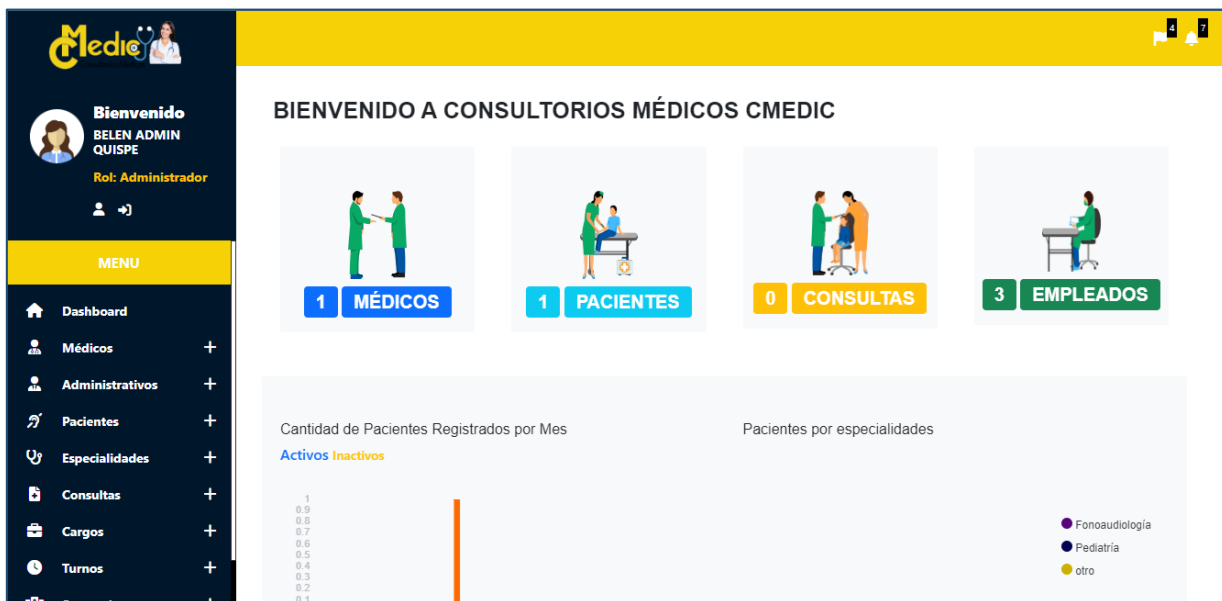 CMedic
4
7
Bienvenido
BELEN ADMIN
QUISPE
Rol: Administrador
MENU
Dashboard
Médicos
Administrativos
Pacientes
Especialidades
Consultas
Cargos
Turnos
BIENVENIDO A CONSULTORIOS MÉDICOS CMEDIC
1 MÉDICOS
1 PACIENTES
0 CONSULTAS
3 EMPLEADOS
Cantidad de Pacientes Registrados por Mes
Activos Inactivos
1
0.9
0.8
0.7
0.6
0.5
0.4
0.3
0.2
0.1
Pacientes por especialidades
Fonoaudiología
Pediatría
otro